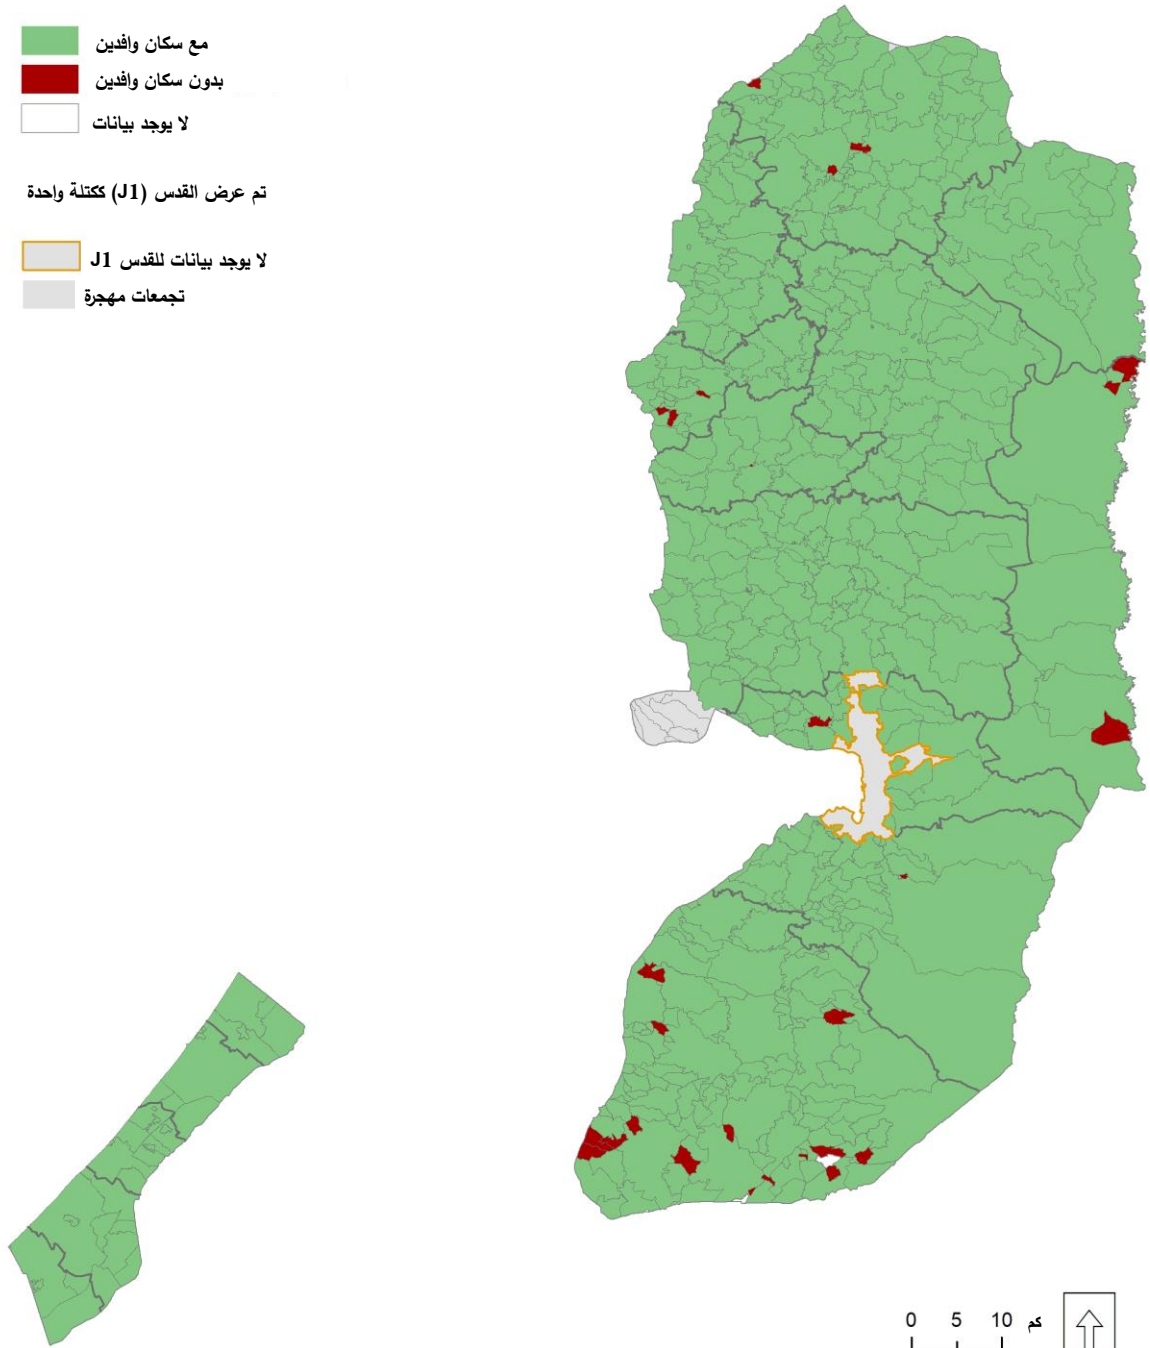 مع سكان وافدين
بدون سكان وافدين
لا يوجد بيانات
تم عرض القدس (J1) ككتلة واحدة
لا يوجد بيانات للقدس J1
تجمعات مهجرة
0 5 10 كم